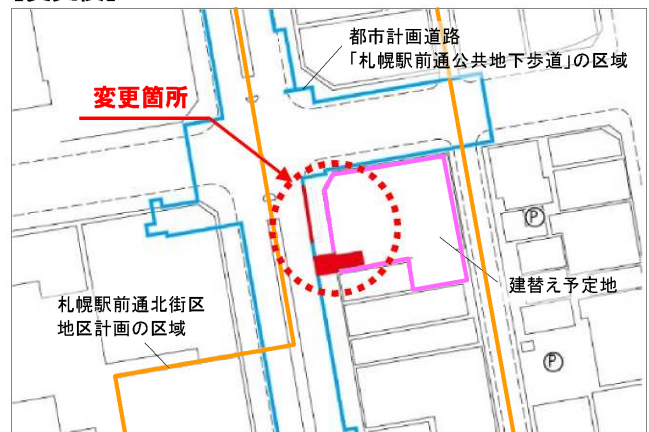 都市計画道路
「札幌駅前通公共地下歩道」の区域
変更箇所
P
建替え予定地
札幌駅前通北街区
地区計画の区域
P